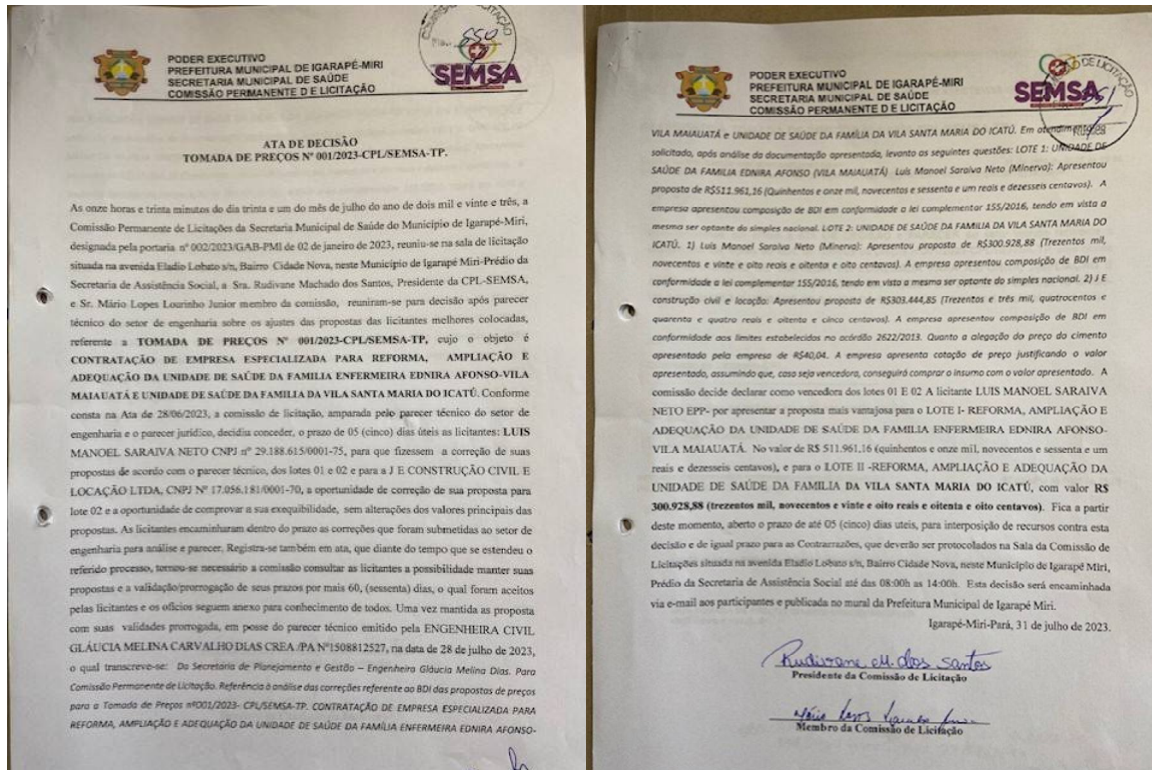 PODER EXECUTIVO
PREFEITURA MUNICIPAL DE IGARAPÉ-MIRI
SECRETARIA MUNICIPAL DE SAÚDE
COMISSÃO PERMANENTE D E LICITAÇÃO
550
SEMSA
ATA DE DECISÃO
TOMADA DE PREÇOS Nº 001/2023-CPL/SEMSA-TP.
As onze horas e trinta minutos do dia trinta e um do mês de julho do ano de dois mil e vinte e três, a
Comissão Permanente de Licitações da Secretaria Municipal de Saúde do Município de Igarapé-Miri,
designada pela portaria nº 002/2023/GAB-PMI de 02 de janeiro de 2023, reuniu-se na sala de licitação
situada na avenida Eladio Lobato s/n, Bairro Cidade Nova, neste Município de Igarapé Miri-Prédio da
Secretaria de Assistência Social, a Sra. Rudivane Machado dos Santos, Presidente da CPL-SEMSA,
e Sr. Mário Lopes Lourinho Junior membro da comissão, reuniram-se para decisão após parecer
técnico do setor de engenharia sobre os ajustes das propostas das licitantes melhores colocadas,
referente a TOMADA DE PREÇOS Nº 001/2023-CPL/SEMSA-TP, cujo o objeto é
CONTRATAÇÃO DE EMPRESA ESPECIALIZADA PARA REFORMA, AMPLIAÇÃO E
ADEQUAÇÃO DA UNIDADE DE SAÚDE DA FAMILIA ENFERMEIRA EDNIRA AFONSO-VILA
MAIAUATÁ E UNIDADE DE SAÚDE DA FAMILIA DA VILA SANTA MARIA DO ICATÚ. Conforme
consta na Ata de 28/06/2023, a comissão de licitação, amparada pelo parecer técnico do setor de
engenharia e o parecer jurídico, decidiu conceder, o prazo de 05 (cinco) dias úteis as licitantes: LUIS
MANOEL SARAIVA NETO CNPJ nº 29.188.615/0001-75, para que fizessem a correção de suas
propostas de acordo com o parecer técnico, dos lotes 01 e 02 e para a J E CONSTRUÇÃO CIVIL E
LOCAÇÃO LTDA, CNPJ Nº 17.056.181/0001-70, a oportunidade de correção de sua proposta para
lote 02 e a oportunidade de comprovar a sua exequibilidade, sem alterações dos valores principais das
propostas. As licitantes encaminharam dentro do prazo as correções que foram submetidas ao setor de
engenharia para análise e parecer. Registra-se também em ata, que diante do tempo que se estendeu o
referido processo, tornou-se necessário a comissão consultar as licitantes a possibilidade manter suas
propostas e a validação/prorrogação de seus prazos por mais 60, (sessenta) dias, o qual foram aceitos
pelas licitantes e os ofícios seguem anexo para conhecimento de todos. Uma vez mantida as proposta
com suas validades prorrogada, em posse do parecer técnico emitido pela ENGENHEIRA CIVIL
GLÁUCIA MELINA CARVALHO DIAS CREA /PA Nº1508812527, na data de 28 de julho de 2023,
o qual transcreve-se: Da Secretaria de Planejamento e Gestão – Engenheira Gláucia Melina Dias. Para
Comissão Permanente de Licitação. Referência à análise das correções referente ao BDI das propostas de preços
para a Tomada de Preços nº001/2023- CPL/SEMSA-TP. CONTRATAÇÃO DE EMPRESA ESPECIALIZADA PARA
REFORMA, AMPLIAÇÃO E ADEQUAÇÃO DA UNIDADE DE SAÚDE DA FAMÍLIA ENFERMEIRA EDNIRA AFONSO-
PODER EXECUTIVO
PREFEITURA MUNICIPAL DE IGARAPÉ-MIRI
SECRETARIA MUNICIPAL DE SAÚDE
COMISSÃO PERMANENTE D E LICITAÇÃO
SEMSA
VILA MAIAUATÁ e UNIDADE DE SAÚDE DA FAMÍLIA DA VILA SANTA MARIA DO ICATÚ. Em atendimento ao
solicitado, após análise da documentação apresentada, levanto as seguintes questões: LOTE 1: UNIDADE DE
SAÚDE DA FAMILIA EDNIRA AFONSO (VILA MAIAUATÁ) Luis Manoel Saraiva Neto (Minerva): Apresentou
proposta de R$511.961,16 (Quinhentos e onze mil, novecentos e sessenta e um reais e dezesseis centavos). A
empresa apresentou composição de BDI em conformidade a lei complementar 155/2016, tendo em vista a
mesma ser optante do simples nacional. LOTE 2: UNIDADE DE SAÚDE DA FAMILIA DA VILA SANTA MARIA DO
ICATÚ. 1) Luis Manoel Saraiva Neto (Minerva): Apresentou proposta de R$300.928,88 (Trezentos mil,
novecentos e vinte e oito reais e oitenta e oito centavos). A empresa apresentou composição de BDI em
conformidade a lei complementar 155/2016, tendo em visto a mesma ser optante do simples nacional. 2) J E
construção civil e locação: Apresentou proposta de R$303.444,85 (Trezentos e três mil, quatrocentos e
quarenta e quatro reais e oitenta e cinco centavos). A empresa apresentou composição de BDI em
conformidade aos limites estabelecidos no acórdão 2622/2013. Quanto a alegação do preço do cimento
apresentado pela empresa de R$40,04. A empresa apresenta cotação de preço justificando o valor
apresentado, assumindo que, caso seja vencedora, conseguirá comprar o insumo com o valor apresentado. A
comissão decide declarar como vencedora dos lotes 01 E 02 A licitante LUIS MANOEL SARAIVA
NETO EPP- por apresentar a proposta mais vantajosa para o LOTE I- REFORMA, AMPLIAÇÃO E
ADEQUAÇÃO DA UNIDADE DE SAÚDE DA FAMILIA ENFERMEIRA EDNIRA AFONSO-
VILA MAIAUATÁ. No valor de R$ 511.961,16 (quinhentos e onze mil, novecentos e sessenta e um
reais e dezesseis centavos), e para o LOTE II -REFORMA, AMPLIAÇÃO E ADEQUAÇÃO DA
UNIDADE DE SAÚDE DA FAMILIA DA VILA SANTA MARIA DO ICATÚ, com valor R$
300.928,88 (trezentos mil, novecentos e vinte e oito reais e oitenta e oito centavos). Fica a partir
deste momento, aberto o prazo de até 05 (cinco) dias uteis, para interposição de recursos contra esta
decisão e de igual prazo para as Contrarrazões, que deverão ser protocolados na Sala da Comissão de
Licitações situada na avenida Eladio Lobato s/n, Bairro Cidade Nova, neste Município de Igarapé Miri,
Prédio da Secretaria de Assistência Social até das 08:00h as 14:00h. Esta decisão será encaminhada
via e-mail aos participantes e publicada no mural da Prefeitura Municipal de Igarapé Miri.
Igarapé-Miri-Pará, 31 de julho de 2023.
Rudivane M. dos Santos
Presidente da Comissão de Licitação
Membro da Comissão de Licitação